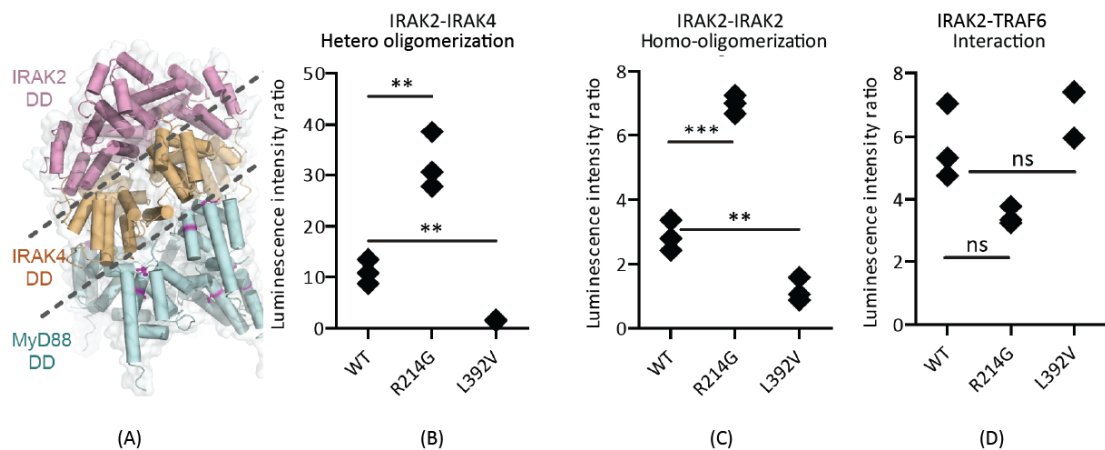 IRAK2
DD
IRAK4
DD
MyD88
DD
(A)
IRAK2-IRAK4
Hetero oligomerization
Luminescence intensity ratio
50
40
30
20
10
0
**
**
WT
R214G
L392V
(B)
IRAK2-IRAK2
Homo-oligomerization
Luminescence intensity ratio
8
6
4
2
0
***
**
WT
R214G
L392V
(C)
IRAK2-TRAF6
Interaction
Luminescence intensity ratio
8
6
4
2
0
ns
ns
WT
R214G
L392V
(D)